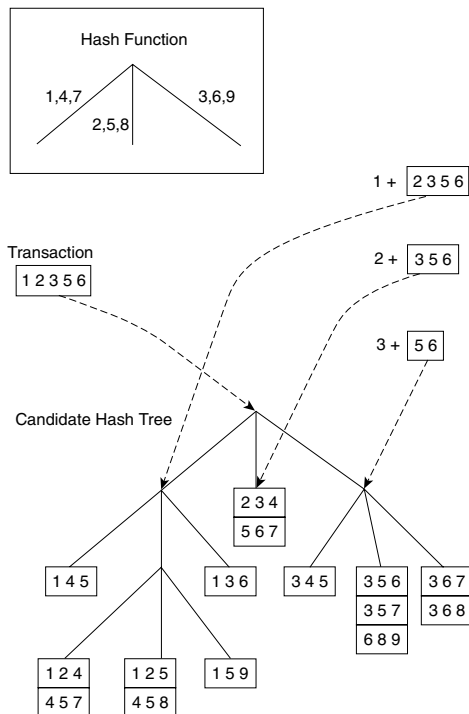 Hash Function
1,4,7
3,6,9
2,5,8
1 + 2 3 5 6
Transaction
2 + 3 5 6
1 2 3 5 6
3 + 5 6
Candidate Hash Tree
2 3 4
5 6 7
1 4 5
1 3 6
3 4 5
3 5 6
3 6 7
3 5 7
3 6 8
6 8 9
1 2 4
1 2 5
1 5 9
4 5 7
4 5 8